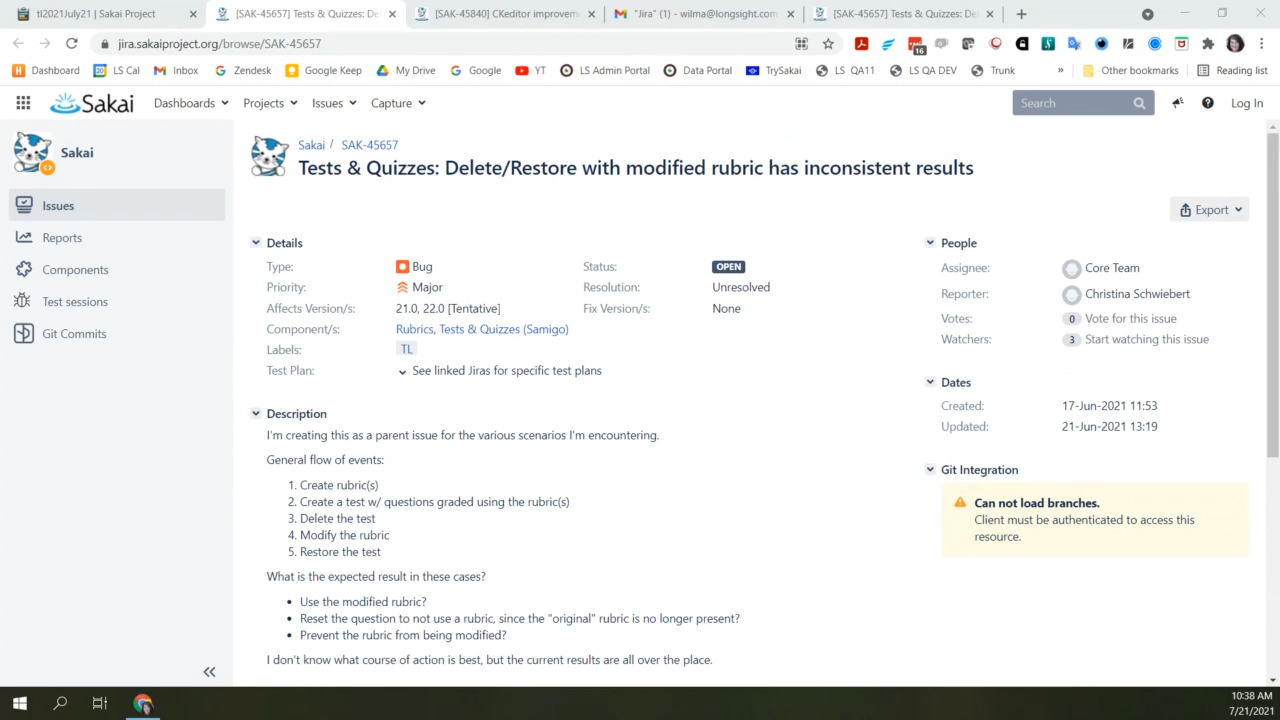 tl2021July21 | Sakai Project
[SAK-45657] Tests & Quizzes: De
[SAK-45840] CKeditor improvem
"Jira" (1) - wilma@longsight.com
[SAK-45657] Tests & Quizzes: De
jira.sakaiproject.org/browse/SAK-45657
16
Dashboard
LS Cal
Inbox
Zendesk
Google Keep
My Drive
Google
YT
LS Admin Portal
Data Portal
TrySakai
LS QA11
LS QA DEV
Trunk
»
Other bookmarks
Reading list
Sakai
Dashboards
Projects
Issues
Capture
Search
Log In
Sakai
Issues
Reports
Components
Test sessions
Git Commits
Sakai / SAK-45657
Tests & Quizzes: Delete/Restore with modified rubric has inconsistent results
Export
Details
Type: Bug
Status: OPEN
Priority: Major
Resolution: Unresolved
Affects Version/s: 21.0, 22.0 [Tentative]
Fix Version/s: None
Component/s: Rubrics, Tests & Quizzes (Samigo)
Labels: TL
Test Plan: See linked Jiras for specific test plans
Description
I'm creating this as a parent issue for the various scenarios I'm encountering.
General flow of events:
1. Create rubric(s)
2. Create a test w/ questions graded using the rubric(s)
3. Delete the test
4. Modify the rubric
5. Restore the test
What is the expected result in these cases?
• Use the modified rubric?
• Reset the question to not use a rubric, since the "original" rubric is no longer present?
• Prevent the rubric from being modified?
I don't know what course of action is best, but the current results are all over the place.
People
Assignee: Core Team
Reporter: Christina Schwiebert
Votes: 0 Vote for this issue
Watchers: 3 Start watching this issue
Dates
Created: 17-Jun-2021 11:53
Updated: 21-Jun-2021 13:19
Git Integration
Can not load branches.
Client must be authenticated to access this
resource.
10:38 AM
7/21/2021